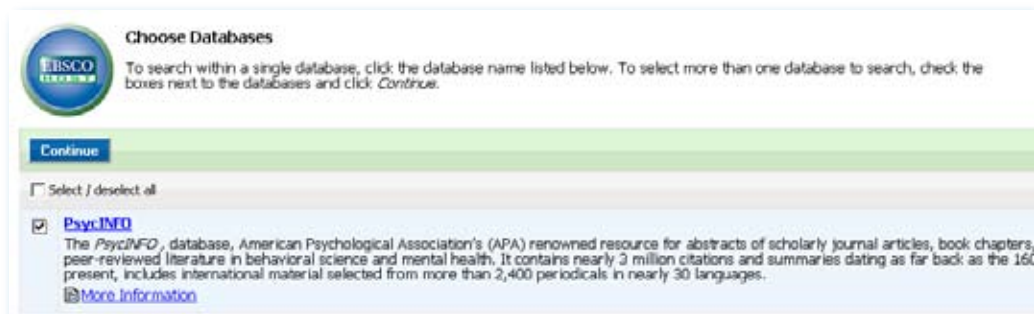 EBSCO
HOST
Choose Databases
To search within a single database, click the database name listed below. To select more than one database to search, check the
boxes next to the databases and click Continue.
Continue
Select / deselect all
PsycINFO
The PsycINFO , database, American Psychological Association's (APA) renowned resource for abstracts of scholarly journal articles, book chapters,
peer-reviewed literature in behavioral science and mental health. It contains nearly 3 million citations and summaries dating as far back as the 160
present, includes international material selected from more than 2,400 periodicals in nearly 30 languages.
More Information